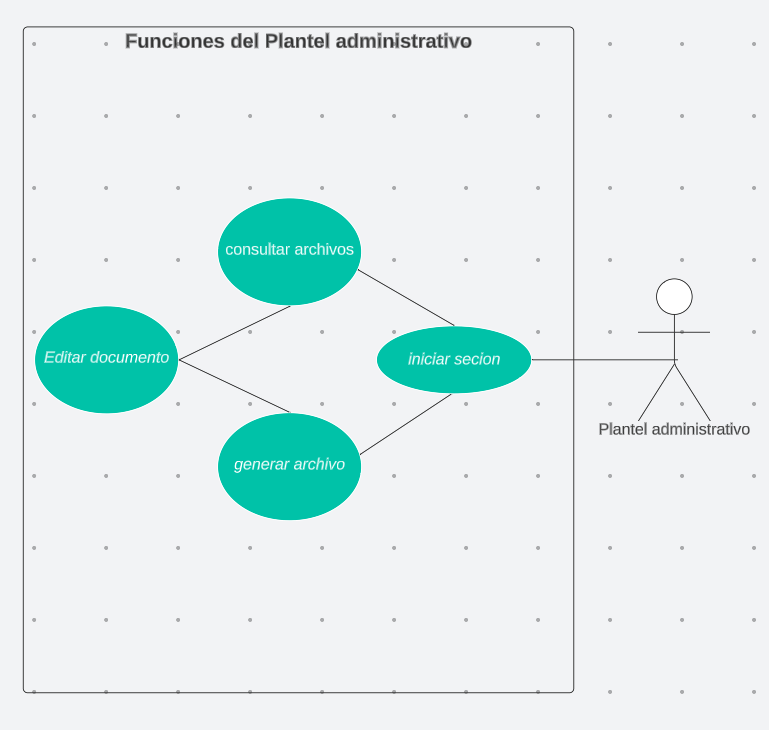 Funciones del Plantel administrativo
consultar archivos
Editar documento
iniciar secion
generar archivo
Plantel administrativo